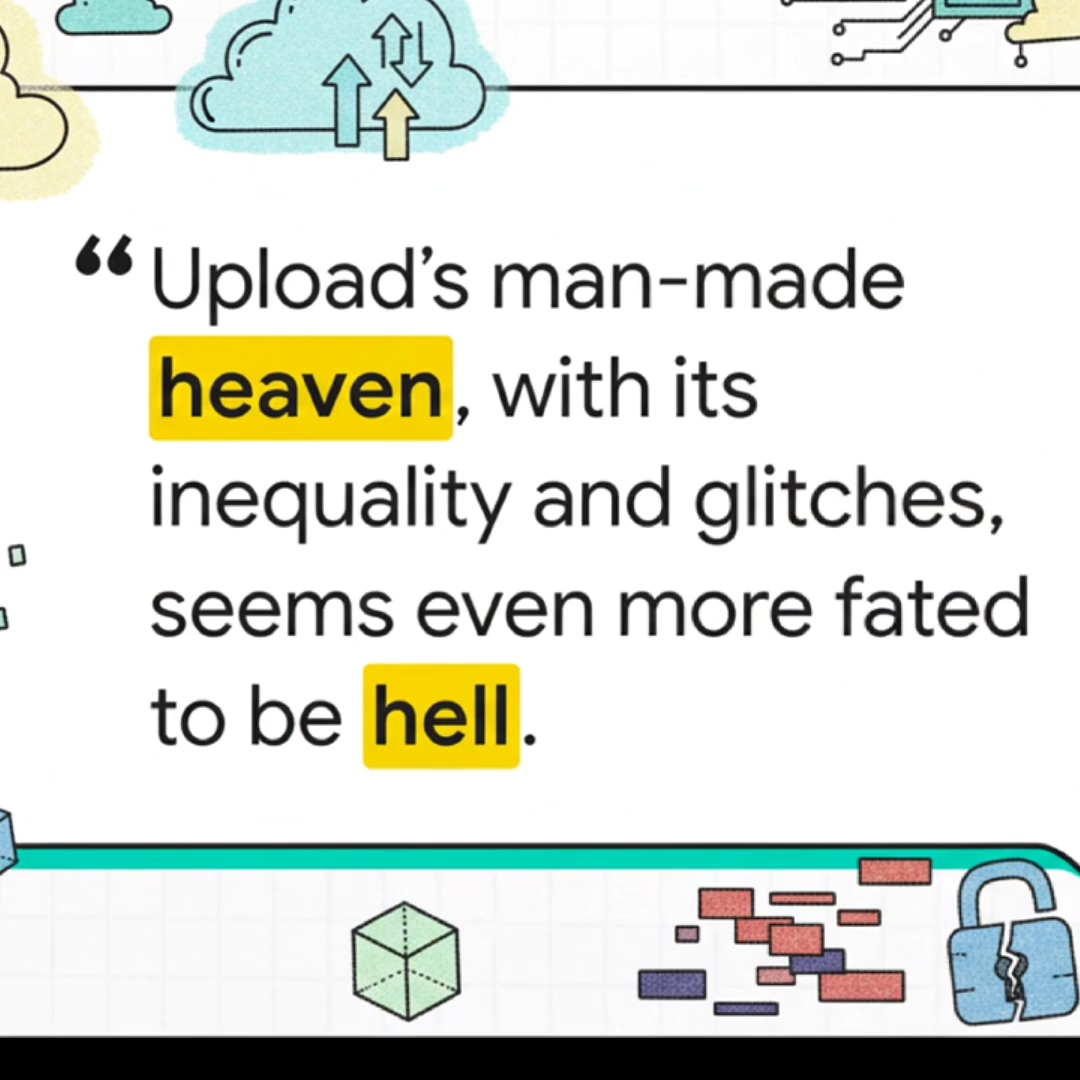 “Upload’s man-made
heaven, with its
inequality and glitches,
seems even more fated
to be hell.